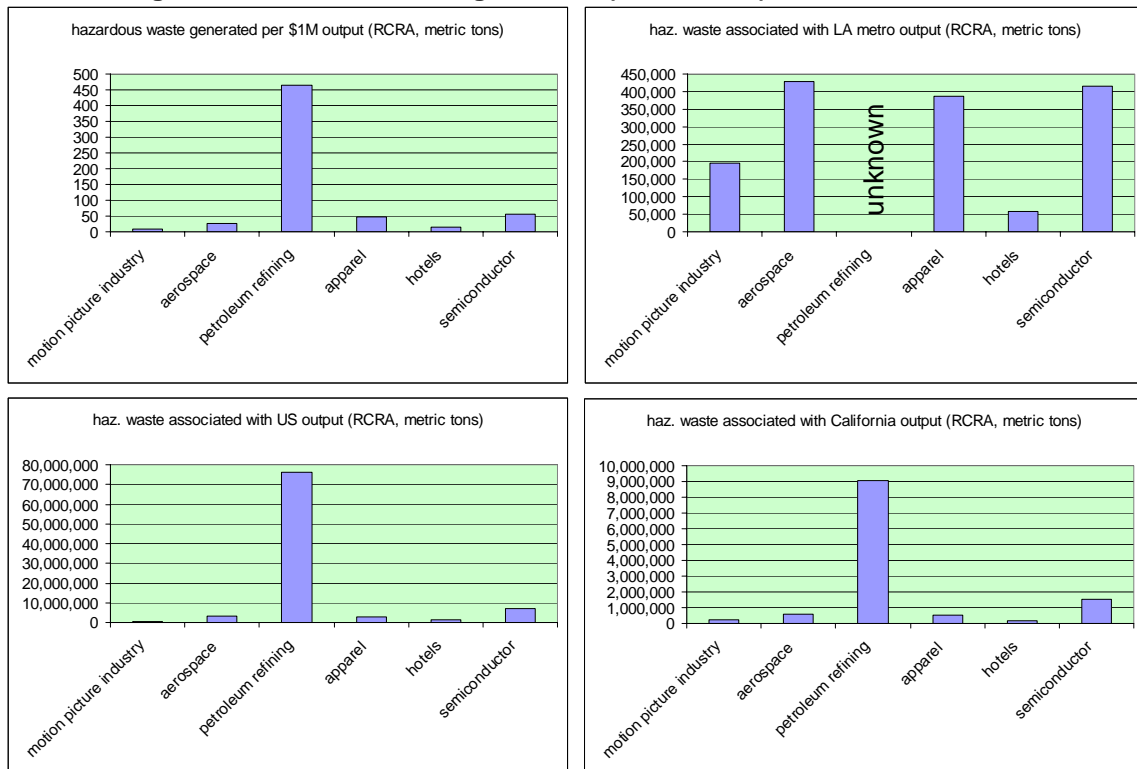 hazardous waste generated per $1M output (RCRA, metric tons)
500
450
400
350
300
250
200
150
100
50
0
motion picture industry
aerospace
petroleum refining
apparel
hotels
semiconductor
haz. waste associated with LA metro output (RCRA, metric tons)
450,000
400,000
350,000
300,000
250,000
200,000
150,000
100,000
50,000
0
unknown
motion picture industry
aerospace
petroleum refining
apparel
hotels
semiconductor
haz. waste associated with US output (RCRA, metric tons)
80,000,000
70,000,000
60,000,000
50,000,000
40,000,000
30,000,000
20,000,000
10,000,000
0
motion picture industry
aerospace
petroleum refining
apparel
hotels
semiconductor
haz. waste associated with California output (RCRA, metric tons)
10,000,000
9,000,000
8,000,000
7,000,000
6,000,000
5,000,000
4,000,000
3,000,000
2,000,000
1,000,000
0
motion picture industry
aerospace
petroleum refining
apparel
hotels
semiconductor